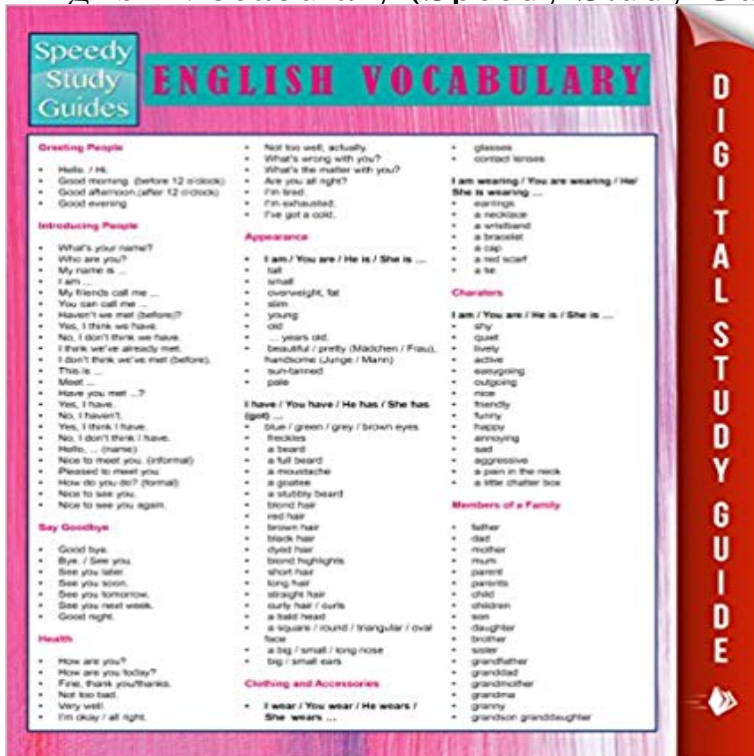 Speedy
Study
Guides
ENGLISH VOCABULARY
Greeting People
• Hello. / Hi.
• Good morning. (before 12 o'clock)
• Good afternoon.(after 12 o'clock)
• Good evening
Introducing People
• What's your name?
• Who are you?
• My name is ...
• I am ...
• My friends call me ...
• You can call me ...
• Haven't we met (before)?
• Yes, I think we have.
• No, I don't think we have.
• I think we've already met.
• I don't think we've met (before).
• This is ...
• Meet ...
• Have you met ...?
• Yes, I have.
• No, I haven't.
• Yes, I think I have.
• No, I don't think I have.
• Hello, ... (name)
• Nice to meet you. (informal)
• Pleased to meet you.
• How do you do? (formal)
• Nice to see you.
• Nice to see you again.
Say Goodbye
• Good bye.
• Bye. / See you.
• See you later.
• See you soon.
• See you tomorrow.
• See you next week.
• Good night.
Health
• How are you?
• How are you today?
• Fine, thank you/thanks.
• Not too bad.
• Very well.
• I'm okay / all right.
• Not too well, actually.
• What's wrong with you?
• What's the matter with you?
• Are you all right?
• I'm tired.
• I'm exhausted.
• I've got a cold.
Appearance
• I am / You are / He is / She is ...
• tall
• small
• overweight, fat
• slim
• young
• old
• ... years old.
• beautiful / pretty (Mädchen / Frau),
handsome (Junge / Mann)
• sun-tanned
• pale
I have / You have / He has / She has
(got) ...
• blue / green / grey / brown eyes
• freckles
• a beard
• a full beard
• a moustache
• a goatee
• a stubbly beard
• blond hair
• red hair
• brown hair
• black hair
• dyed hair
• blond highlights
• short hair
• long hair
• straight hair
• curly hair / curls
• a bald head
• a square / round / triangular / oval
face
• a big / small / long nose
• big / small ears
Clothing and Accessories
• I wear / You wear / He wears /
She wears ...
• glasses
• contact lenses
I am wearing / You are wearing / He/
She is wearing ...
• earrings
• a necklace
• a wristband
• a bracelet
• a cap
• a red scarf
• a tie
Charaters
I am / You are / He is / She is ...
• shy
• quiet
• lively
• active
• easygoing
• outgoing
• nice
• friendly
• funny
• happy
• annoying
• sad
• aggressive
• a pain in the neck
• a little chatter box
Members of a Family
• father
• dad
• mother
• mum
• parent
• parents
• child
• children
• son
• daughter
• brother
• sister
• grandfather
• granddad
• grandmother
• grandma
• granny
• grandson granddaughter
DIGITAL STUDY GUIDE